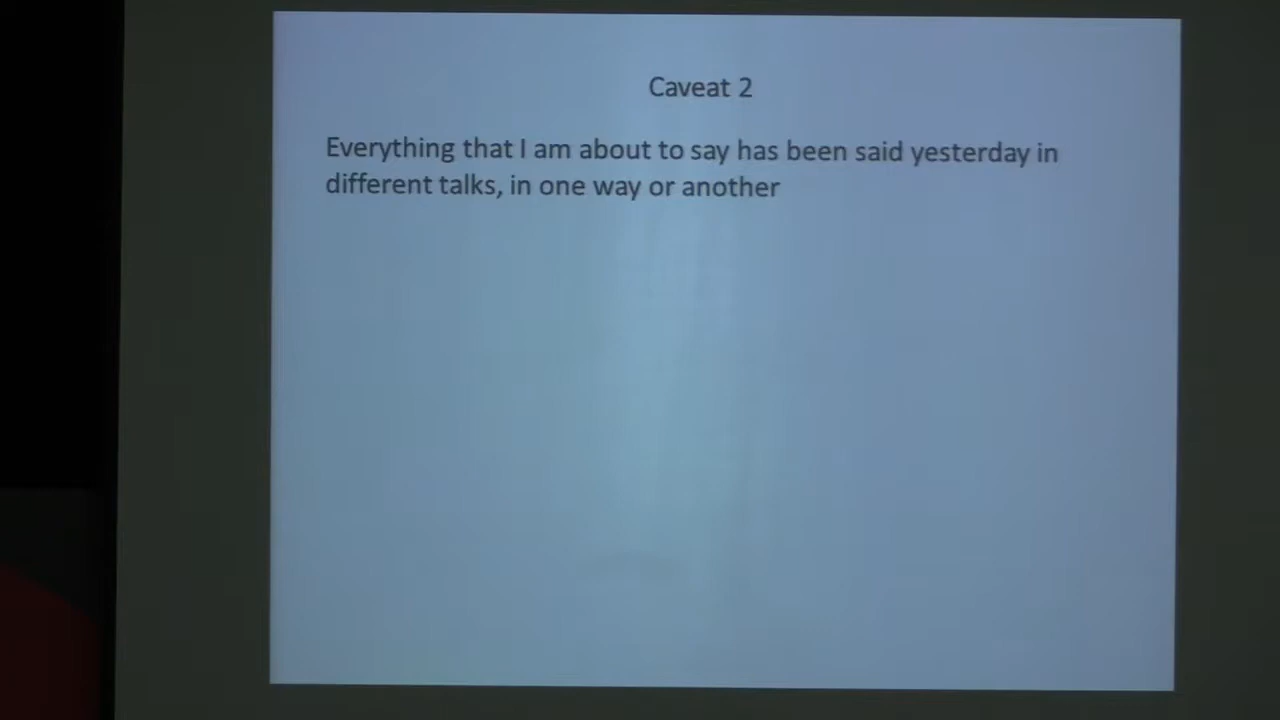 Caveat 2
Everything that I am about to say has been said yesterday in
different talks, in one way or another